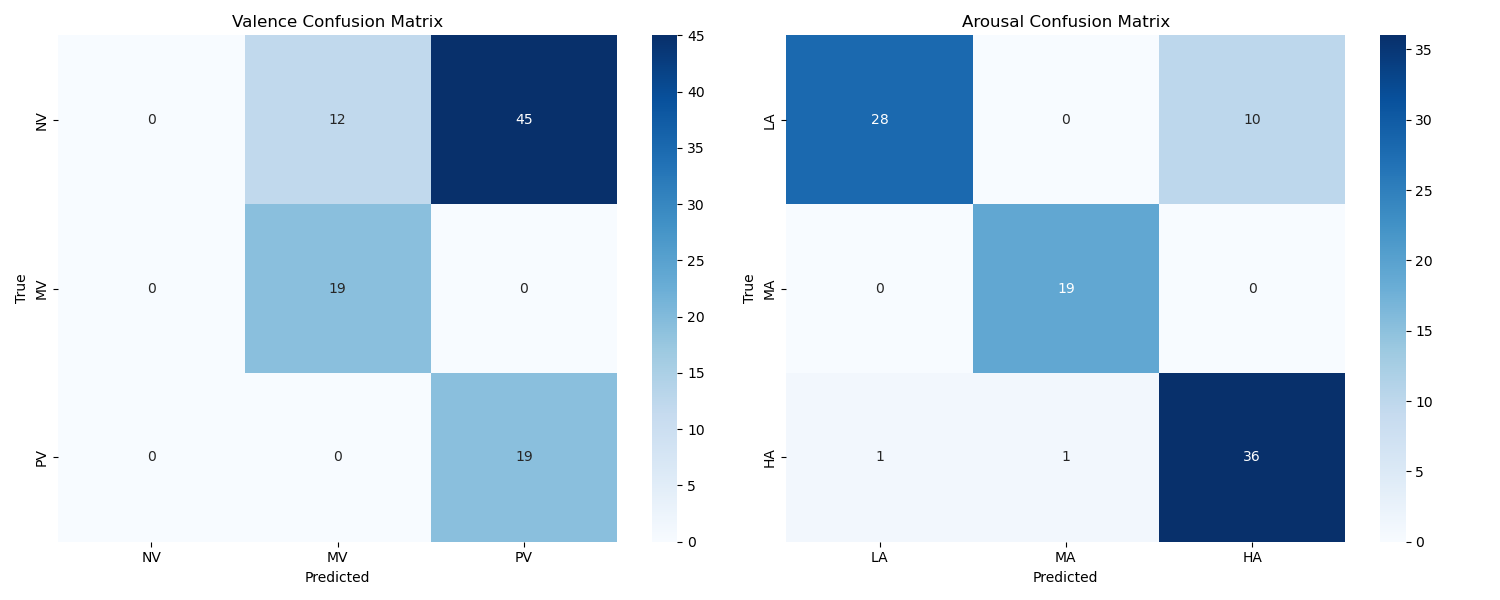 Valence Confusion Matrix
NV 0 12 45
MV 0 19 0
PV 0 0 19
NV MV PV
True
Predicted
45
40
35
30
25
20
15
10
5
0
Arousal Confusion Matrix
LA 28 0 10
MA 0 19 0
HA 1 1 36
LA MA HA
True
Predicted
35
30
25
20
15
10
5
0